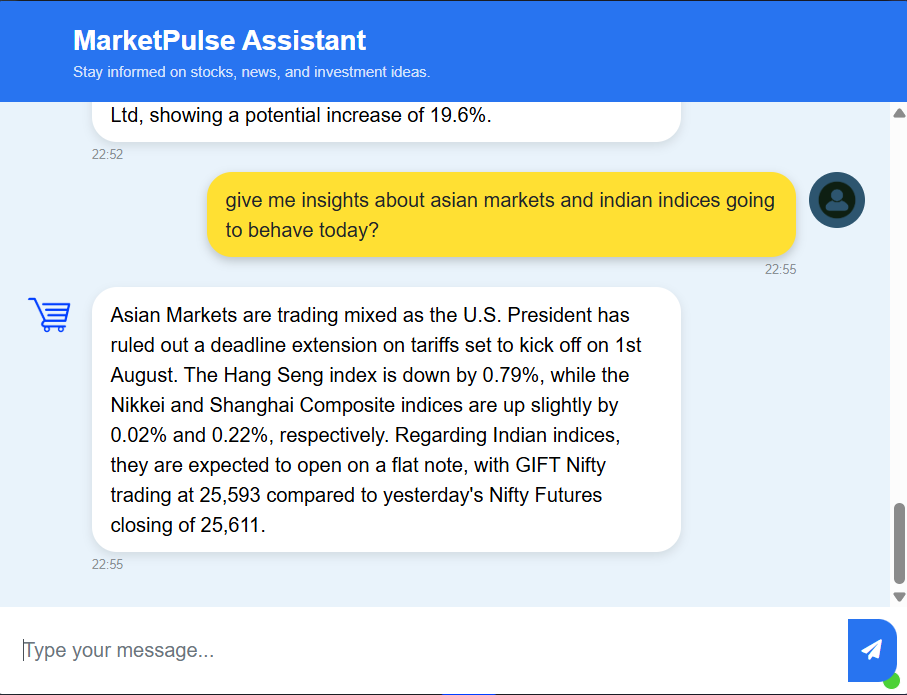 MarketPulse Assistant
Stay informed on stocks, news, and investment ideas.
Ltd, showing a potential increase of 19.6%.
22:52
give me insights about asian markets and indian indices going
to behave today?
22:55
Asian Markets are trading mixed as the U.S. President has
ruled out a deadline extension on tariffs set to kick off on 1st
August. The Hang Seng index is down by 0.79%, while the
Nikkei and Shanghai Composite indices are up slightly by
0.02% and 0.22%, respectively. Regarding Indian indices,
they are expected to open on a flat note, with GIFT Nifty
trading at 25,593 compared to yesterday's Nifty Futures
closing of 25,611.
22:55
Type your message...